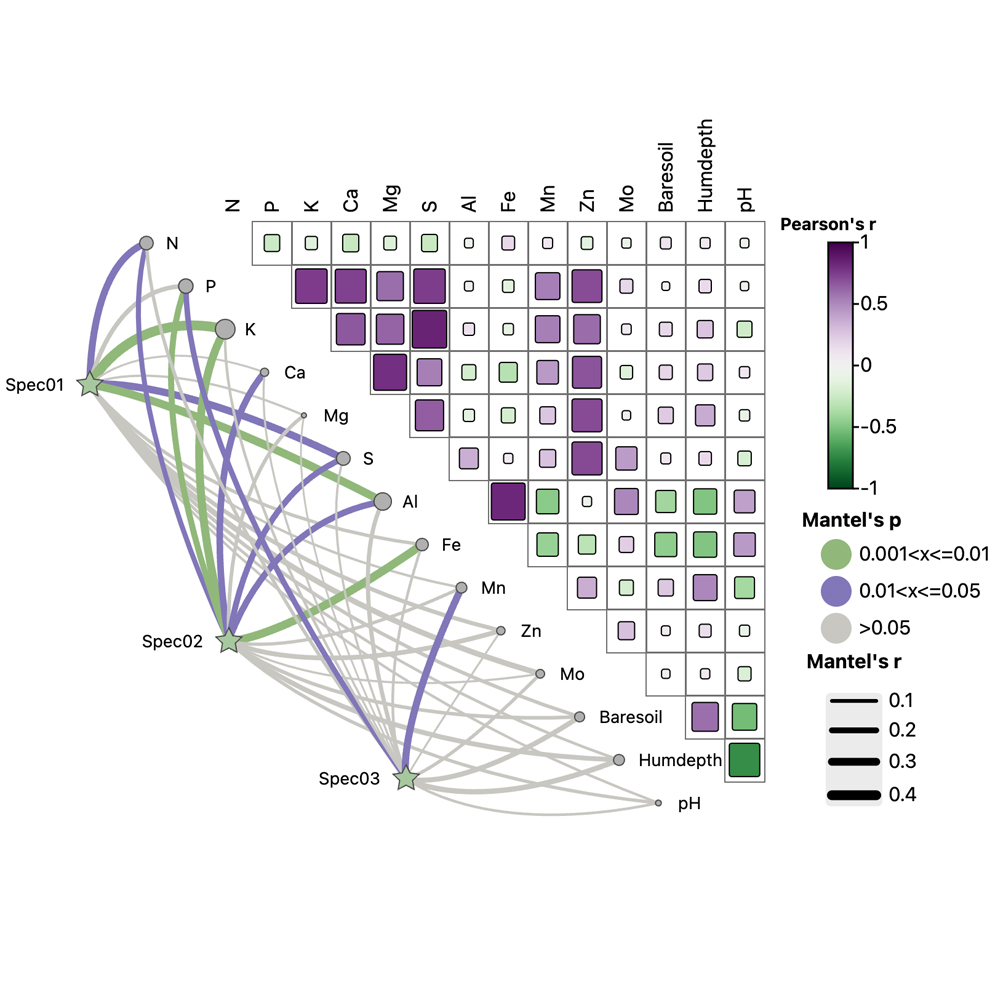 N P K Ca Mg S Al Fe Mn Zn Mo Baresoil Humdepth pH
Pearson's r
1
0.5
0
−0.5
−1
N
P
K
Ca
Spec01
Mg
S
Al
Mantel's p
Fe
0.001<x<=0.01
Mn
0.01<x<=0.05
Zn
>0.05
Spec02
Mantel's r
Mo
0.1
Baresoil
0.2
Humdepth
0.3
Spec03
0.4
pH